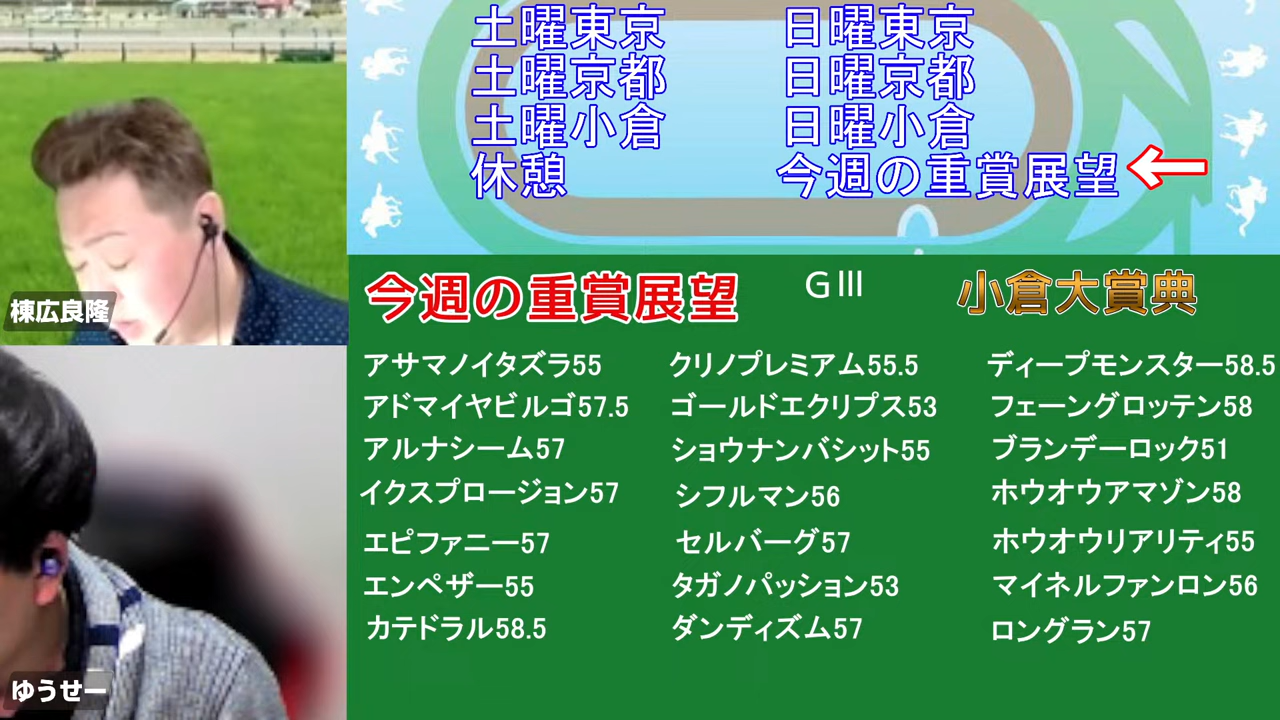 土曜東京 日曜東京
土曜京都 日曜京都
土曜小倉 日曜小倉
休憩 今週の重賞展望
棟広良隆
今週の重賞展望 GⅢ 小倉大賞典
アサマノイタズラ55 クリノプレミアム55.5 ディープモンスター58.5
アドマイヤビルゴ57.5 ゴールドエクリプス53 フェーングロッテン58
アルナシーム57 ショウナンバシット55 ブランデーロック51
イクスプロージョン57 シフルマン56 ホウオウアマゾン58
エピファニー57 セルバーグ57 ホウオウリアリティ55
エンペザー55 タガノパッション53 マイネルファンロン56
カテドラル58.5 ダンディズム57 ロングラン57
ゆうせー